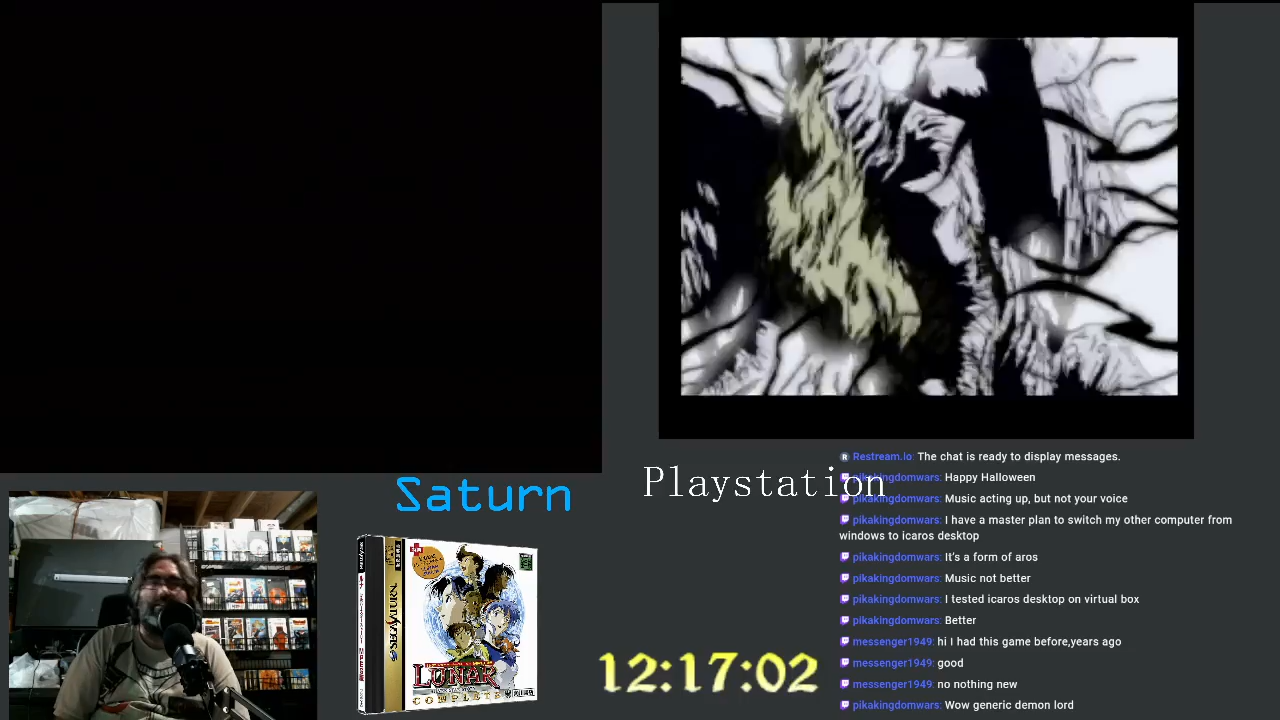 Restream.io: The chat is ready to display messages.
Playstation
pikakingdomwars: Happy Halloween
Saturn
pikakingdomwars: Music acting up, but not your voice
pikakingdomwars: I have a master plan to switch my other computer from
windows to icaros desktop
pikakingdomwars: It's a form of aros
pikakingdomwars: Music not better
pikakingdomwars: I tested icaros desktop on virtual box
pikakingdomwars: Better
messenger1949: hi I had this game before,years ago
messenger1949: good
messenger1949: no nothing new
pikakingdomwars: Wow generic demon lord
SEGA SATURN
LUNAR
COMPLETE
12:17:02